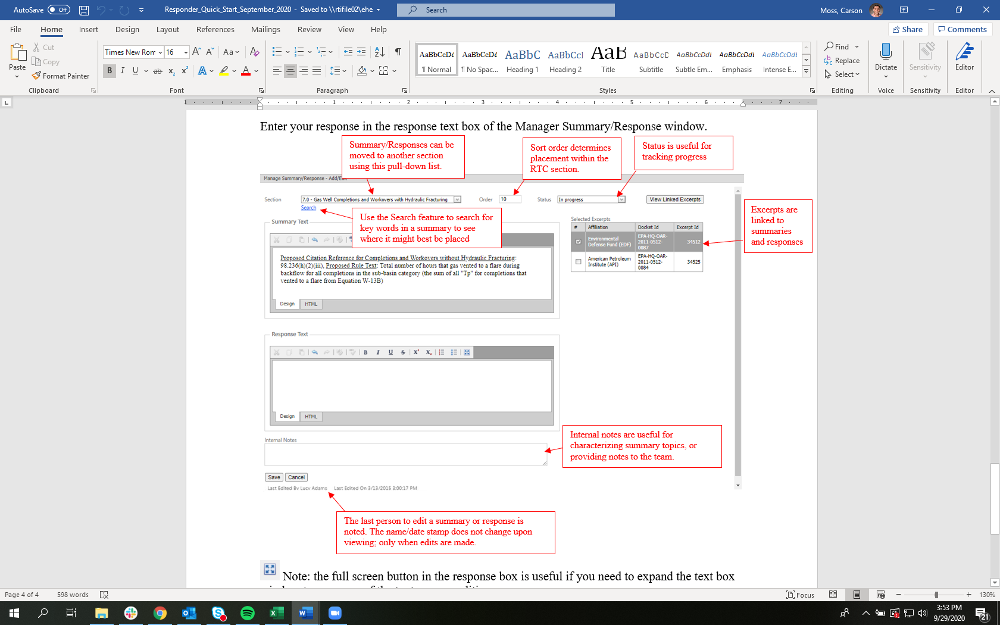 AutoSave Off Responder_Quick_Start_September_2020 - Saved to \\rtifile02\ehe Search Moss, Carson
File Home Insert Design Layout References Mailings Review View Help Share Comments
Paste
Cut
Copy
Format Painter
Clipboard
Times New Rom 16
Font
Paragraph
AaBbCcDd AaBbCcDd AaBbC AaBbCcI AaB AaBbCcD AaBbCcDdE AaBbCcDdE AaBbCcDdE
¶ Normal ¶ No Spac... Heading 1 Heading 2 Title Subtitle Subtle Em... Emphasis Intense E...
Styles
Find
Replace
Select
Editing
Dictate
Voice
Sensitivity
Sensitivity
Editor
Editor
1 1 2 3 4 5 6 7
Enter your response in the response text box of the Manager Summary/Response window.
Summary/Responses can be
moved to another section
using this pull-down list.
Sort order determines
placement within the
RTC section.
Status is useful for
tracking progress
Manage Summary/Response - Add/Edit
Section 7.0 - Gas Well Completions and Workovers with Hydraulic Fracturing Order 10 Status In progress View Linked Excerpts
Search
Use the Search feature to search for
key words in a summary to see
where it might best be placed
Excerpts are
linked to
summaries
and responses
Summary Text
Proposed Citation Reference for Completions and Workovers without Hydraulic Fracturing:
98.236(h)(2)(iii), Proposed Rule Text: Total number of hours that gas vented to a flare during
backflow for all completions in the sub-basin category (the sum of all "Tp" for completions that
vented to a flare from Equation W-13B)
Design HTML
Selected Excerpts
# Affiliation Docket Id Excerpt Id
Environmental
Defense Fund (EDF)
EPA-HQ-OAR-
2011-0512-
0087
34512
American Petroleum
Institute (API)
EPA-HQ-OAR-
2011-0512-
0084
34525
Response Text
B I U S X² X₂
Design HTML
Internal Notes
Internal notes are useful for
characterizing summary topics, or
providing notes to the team.
Save Cancel
Last Edited By Lucy Adams Last Edited On 3/13/2015 3:00:17 PM
The last person to edit a summary or response is
noted. The name/date stamp does not change upon
viewing; only when edits are made.
Note: the full screen button in the response box is useful if you need to expand the text box
Page 4 of 4 598 words Focus 130%
3:53 PM
9/29/2020
21